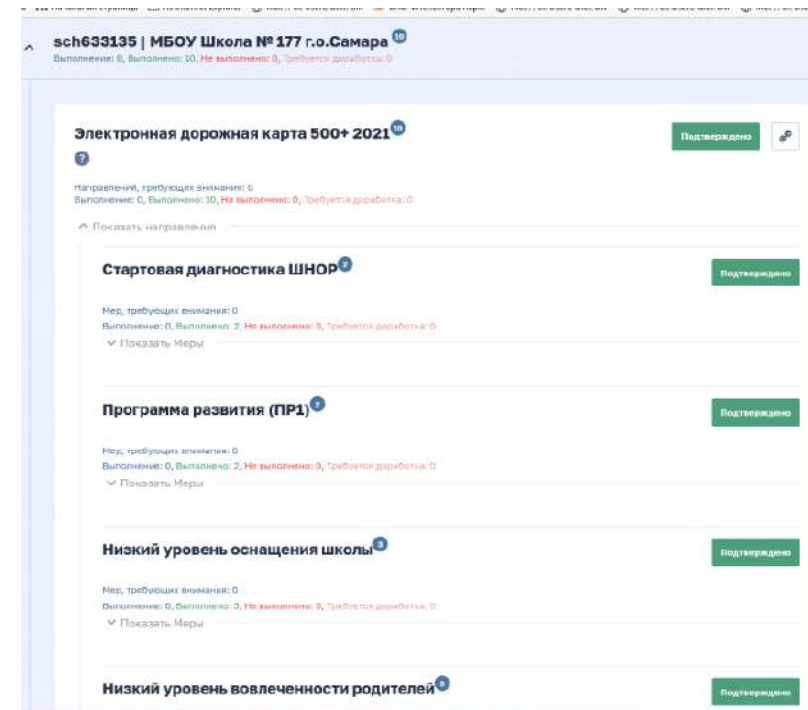 sch633135 | МБОУ Школа № 177 г.о.Самара 10
Выполнение: 0, Выполнено: 10, Не выполнено: 0, Требуется доработка: 0
Электронная дорожная карта 500+ 2021 10
Подтверждено
?
Направлений, требующих внимания: 0
Выполнение: 0, Выполнено: 10, Не выполнено: 0, Требуется доработка: 0
Показать направления
Стартовая диагностика ШНОР 2
Подтверждено
Мер, требующих внимания: 0
Выполнение: 0, Выполнено: 2, Не выполнено: 0, Требуется доработка: 0
Показать Меры
Программа развития (ПР1)
Подтверждено
Мер, требующих внимания: 0
Выполнение: 0, Выполнено: 2, Не выполнено: 0, Требуется доработка: 0
Показать Меры
Низкий уровень оснащения школы 3
Подтверждено
Мер, требующих внимания: 0
Выполнение: 0, Выполнено: 3, Не выполнено: 0, Требуется доработка: 0
Показать Меры
Низкий уровень вовлеченности родителей
Подтверждено